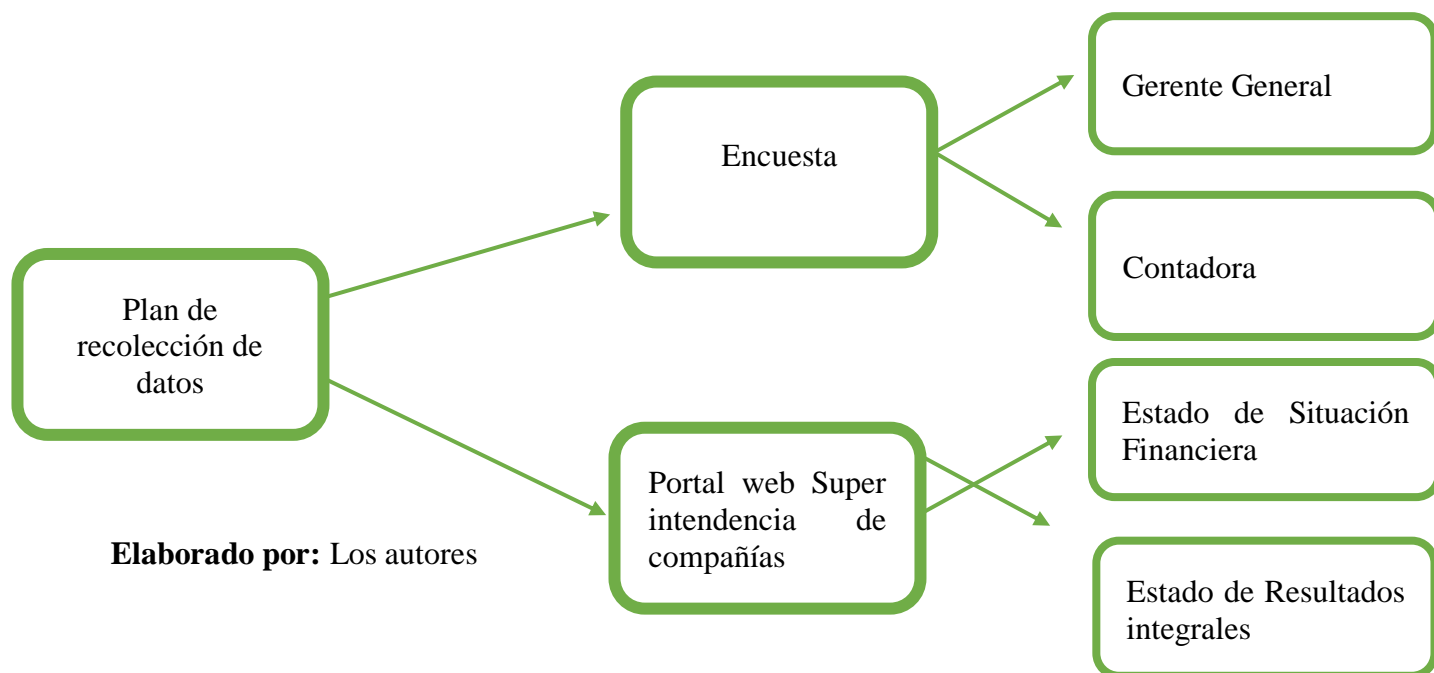 Gerente General
Encuesta
Contadora
Plan de
recolección de
datos
Estado de Situación
Financiera
Portal web Super
intendencia de
compañías
Elaborado por: Los autores
Estado de Resultados
integrales